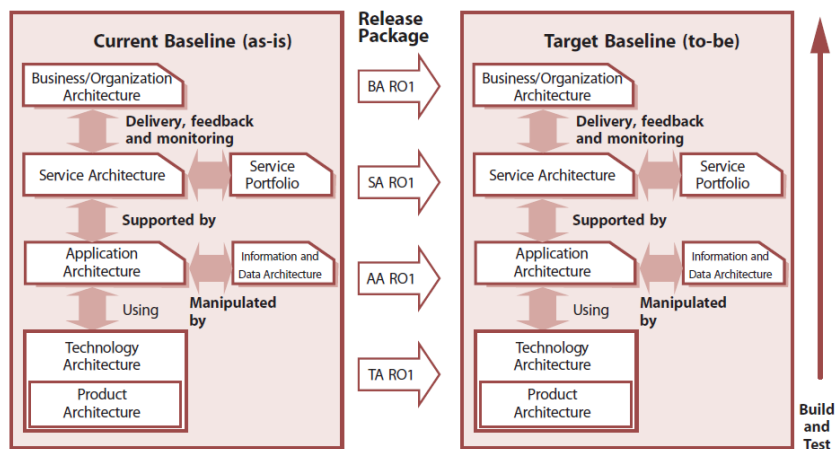 Current Baseline (as-is)
Business/Organization
Architecture
Delivery, feedback
and monitoring
Service Architecture
Service
Portfolio
Supported by
Application
Architecture
Information and
Data Architecture
Using
Manipulated
by
Technology
Architecture
Product
Architecture
Release
Package
BA RO1
SA RO1
AA RO1
TA RO1
Target Baseline (to-be)
Business/Organization
Architecture
Delivery, feedback
and monitoring
Service Architecture
Service
Portfolio
Supported by
Application
Architecture
Information and
Data Architecture
Using
Manipulated
by
Technology
Architecture
Product
Architecture
Build
and
Test